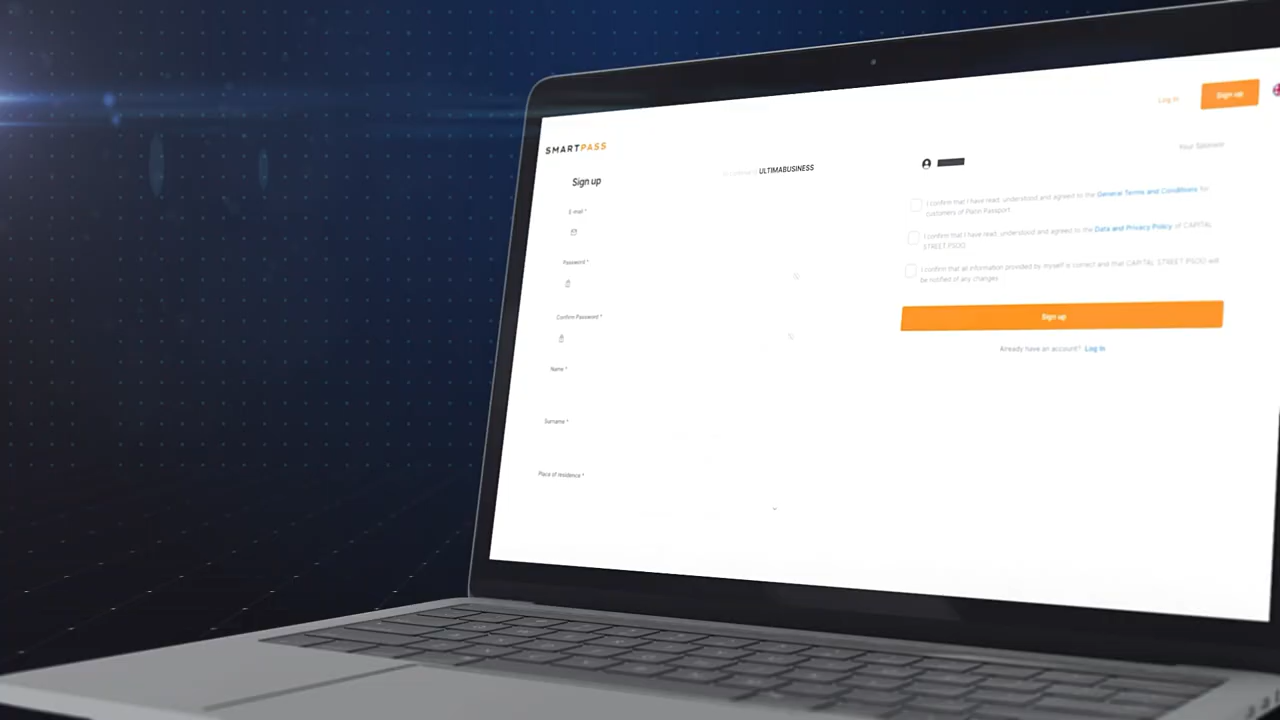 Log In
Sign up
SMARTPASS
Your Sponsor
ULTIMABUSINESS
Sign up
E-mail *
Password *
Confirm Password *
Name *
Surname *
Place of residence *
I confirm that I have read, understood and agreed to the General Terms and Conditions for
customers of Platin Passport.
I confirm that I have read, understood and agreed to the Data and Privacy Policy of CAPITAL
STREET PSOO
I confirm that all information provided by myself is correct and that CAPITAL STREET PSOO will
be notified of any changes
Sign up
Already have an account? Log In